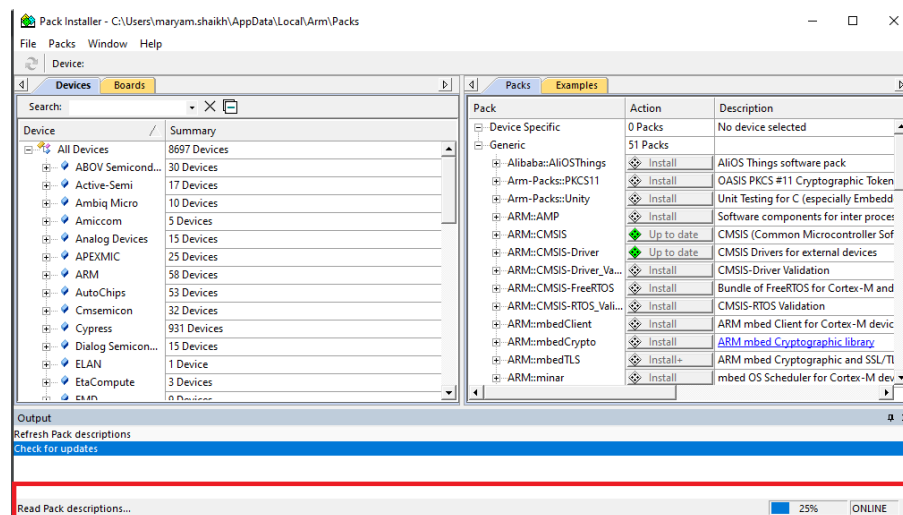 Pack Installer - C:\Users\maryam.shaikh\AppData\Local\Arm\Packs
File Packs Window Help
Device:
Devices Boards
Search:
Device Summary
All Devices 8697 Devices
ABOV Semicond... 30 Devices
Active-Semi 17 Devices
Ambiq Micro 10 Devices
Amiccom 5 Devices
Analog Devices 15 Devices
APEXMIC 25 Devices
ARM 58 Devices
AutoChips 53 Devices
Cmsemicon 32 Devices
Cypress 931 Devices
Dialog Semicon... 15 Devices
ELAN 1 Device
EtaCompute 3 Devices
FMD 9 Devices
Packs Examples
Pack Action Description
Device Specific 0 Packs No device selected
Generic 51 Packs
Alibaba::AliOSThings Install AliOS Things software pack
Arm-Packs::PKCS11 Install OASIS PKCS #11 Cryptographic Token
Arm-Packs::Unity Install Unit Testing for C (especially Embedd
ARM::AMP Install Software components for inter proces
ARM::CMSIS Up to date CMSIS (Common Microcontroller Sof
ARM::CMSIS-Driver Up to date CMSIS Drivers for external devices
ARM::CMSIS-Driver_Va... Install CMSIS-Driver Validation
ARM::CMSIS-FreeRTOS Install Bundle of FreeRTOS for Cortex-M and
ARM::CMSIS-RTOS_Vali... Install CMSIS-RTOS Validation
ARM::mbedClient Install ARM mbed Client for Cortex-M devic
ARM::mbedCrypto Install ARM mbed Cryptographic library
ARM::mbedTLS Install+ ARM mbed Cryptographic and SSL/TL
ARM::minar Install mbed OS Scheduler for Cortex-M dev
Output
Refresh Pack descriptions
Check for updates
Read Pack descriptions... 25% ONLINE